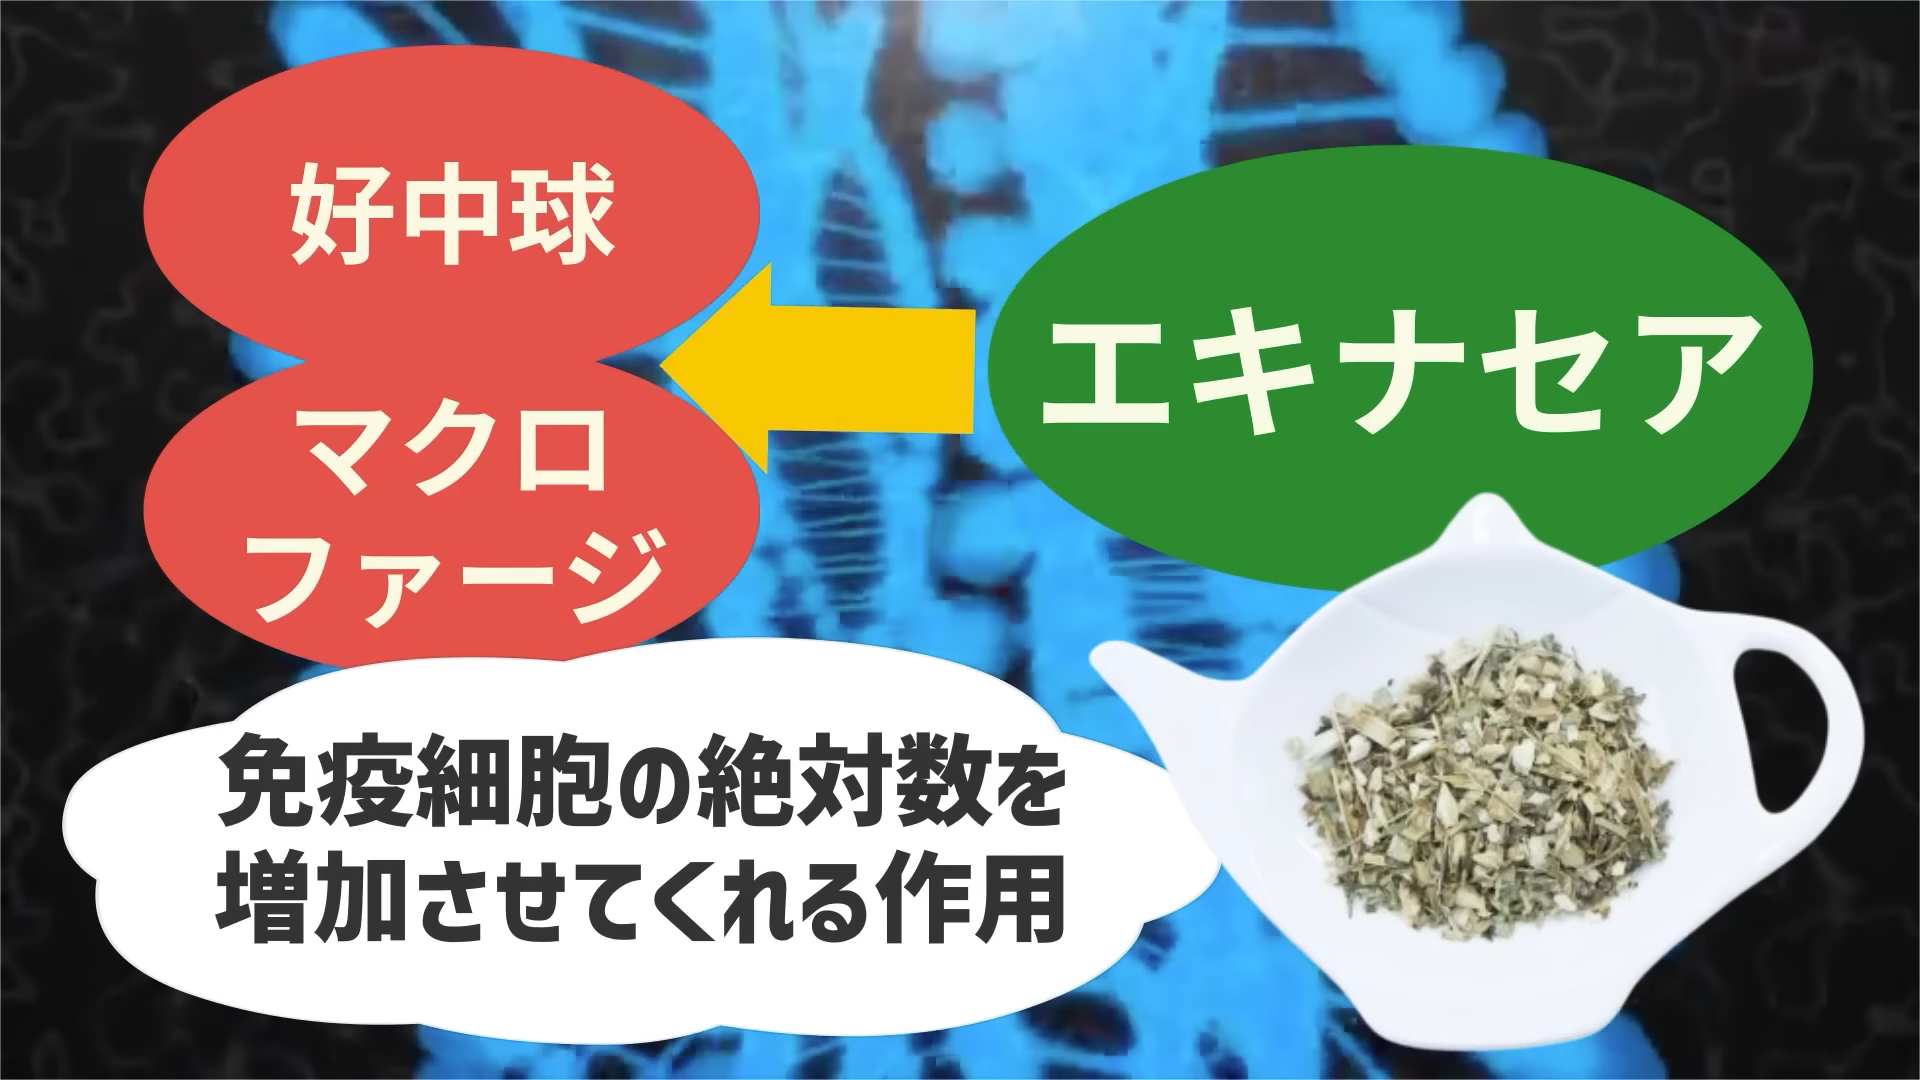 好中球
マクロ
ファージ
エキナセア
免疫細胞の絶対数を
増加させてくれる作用